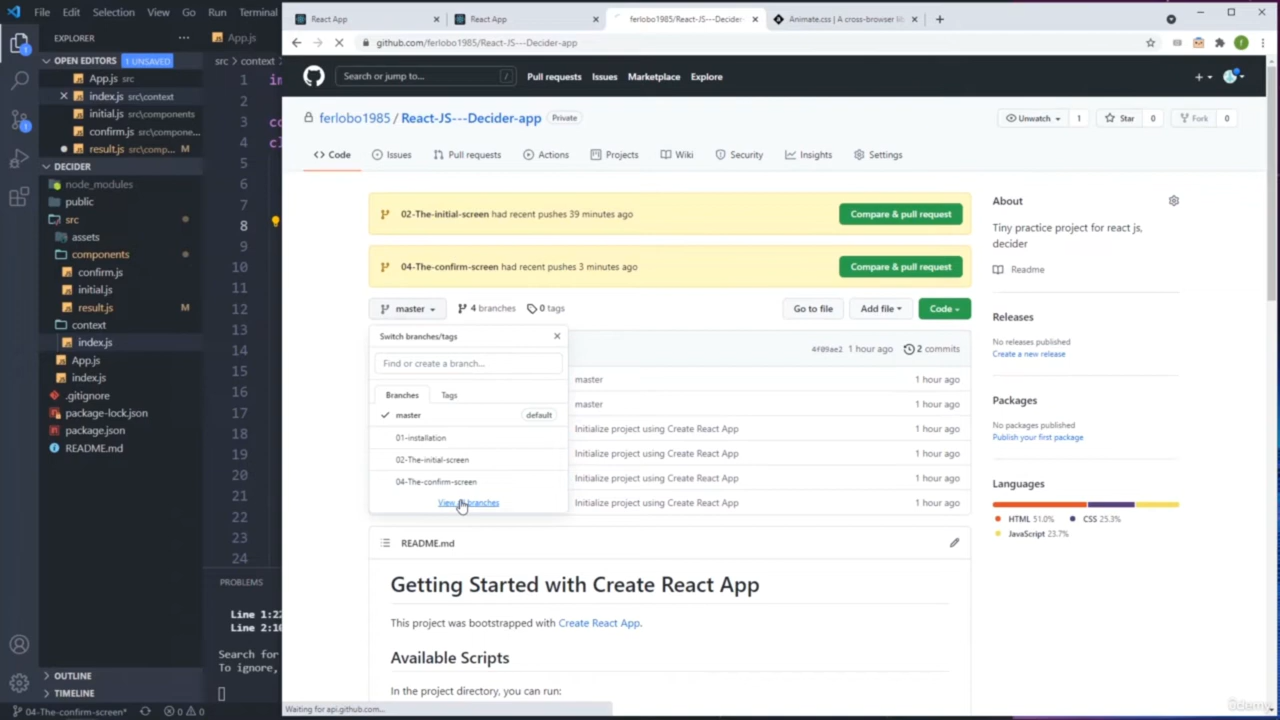 File Edit Selection View Go Run Terminal
EXPLORER
OPEN EDITORS 1 UNSAVED
App.js src
index.js src\context
initial.js src\components
confirm.js src\compone...
result.js src\comp... M
DECIDER
node_modules
public
src
assets
components
confirm.js
initial.js
result.js M
context
index.js
App.js
index.js
.gitignore
package-lock.json
package.json
README.md
OUTLINE
TIMELINE
04-The-confirm-screen* 0 0
App.js
src > context
1
2
3
4
5
6
7
8
9
10
11
12
13
14
15
16
17
18
19
20
21
22
23
24
PROBLEMS
Line 1:22
Line 2:10
Search for
To ignore,
React App
React App
ferlobo1985/React-JS---Decider-
Animate.css | A cross-browser lib
github.com/ferlobo1985/React-JS---Decider-app
Search or jump to... /
Pull requests Issues Marketplace Explore
ferlobo1985 / React-JS---Decider-app Private
Unwatch 1 Star 0 Fork 0
Code Issues Pull requests Actions Projects Wiki Security Insights Settings
02-The-initial-screen had recent pushes 39 minutes ago Compare & pull request
04-The-confirm-screen had recent pushes 3 minutes ago Compare & pull request
master 4 branches 0 tags Go to file Add file Code
Switch branches/tags
Find or create a branch...
Branches Tags
master default
01-installation
02-The-initial-screen
04-The-confirm-screen
View all branches
4f09ae2 1 hour ago 2 commits
master 1 hour ago
master 1 hour ago
Initialize project using Create React App 1 hour ago
Initialize project using Create React App 1 hour ago
Initialize project using Create React App 1 hour ago
Initialize project using Create React App 1 hour ago
README.md
Getting Started with Create React App
This project was bootstrapped with Create React App.
Available Scripts
In the project directory, you can run:
About
Tiny practice project for react js,
decider
Readme
Releases
No releases published
Create a new release
Packages
No packages published
Publish your first package
Languages
HTML 51.0% CSS 25.3%
JavaScript 23.7%
Waiting for api.github.com...
ûdemy